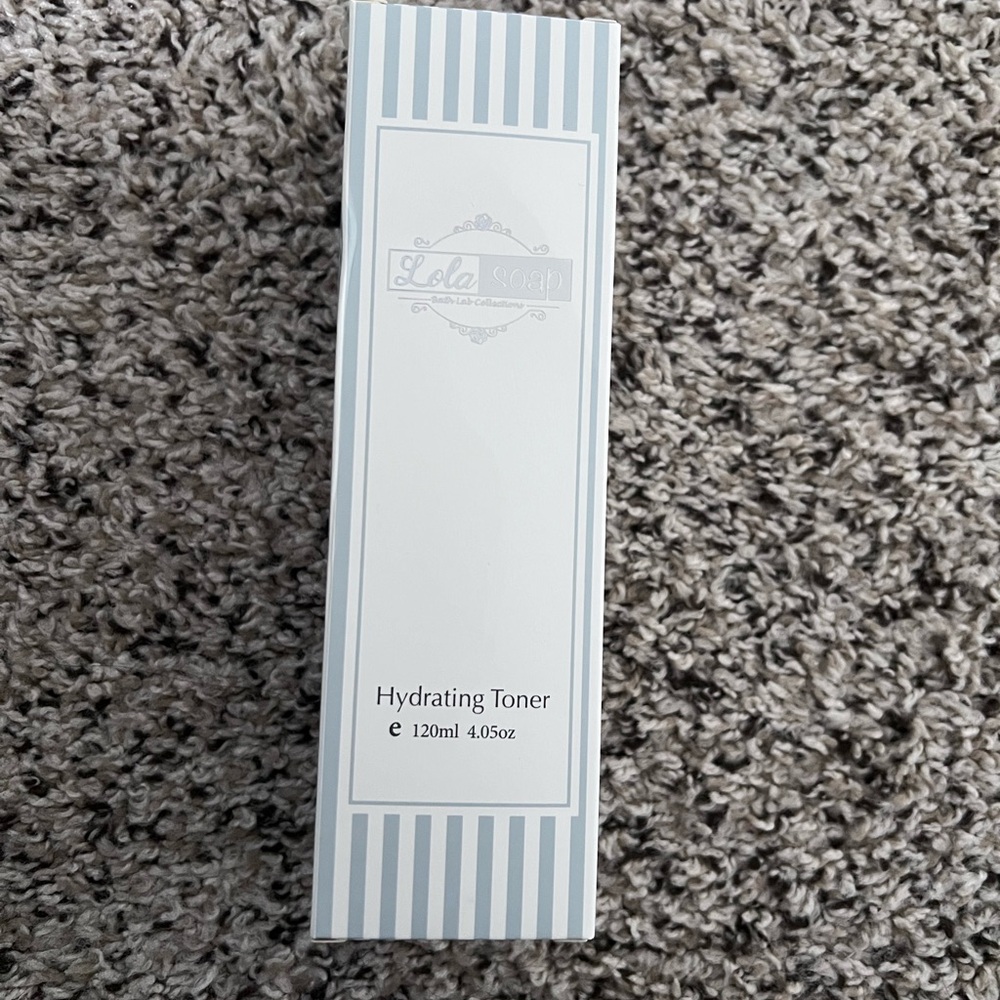 Lola Soap
Bath Lab Collections
Hydrating Toner
e 120ml 4.05oz